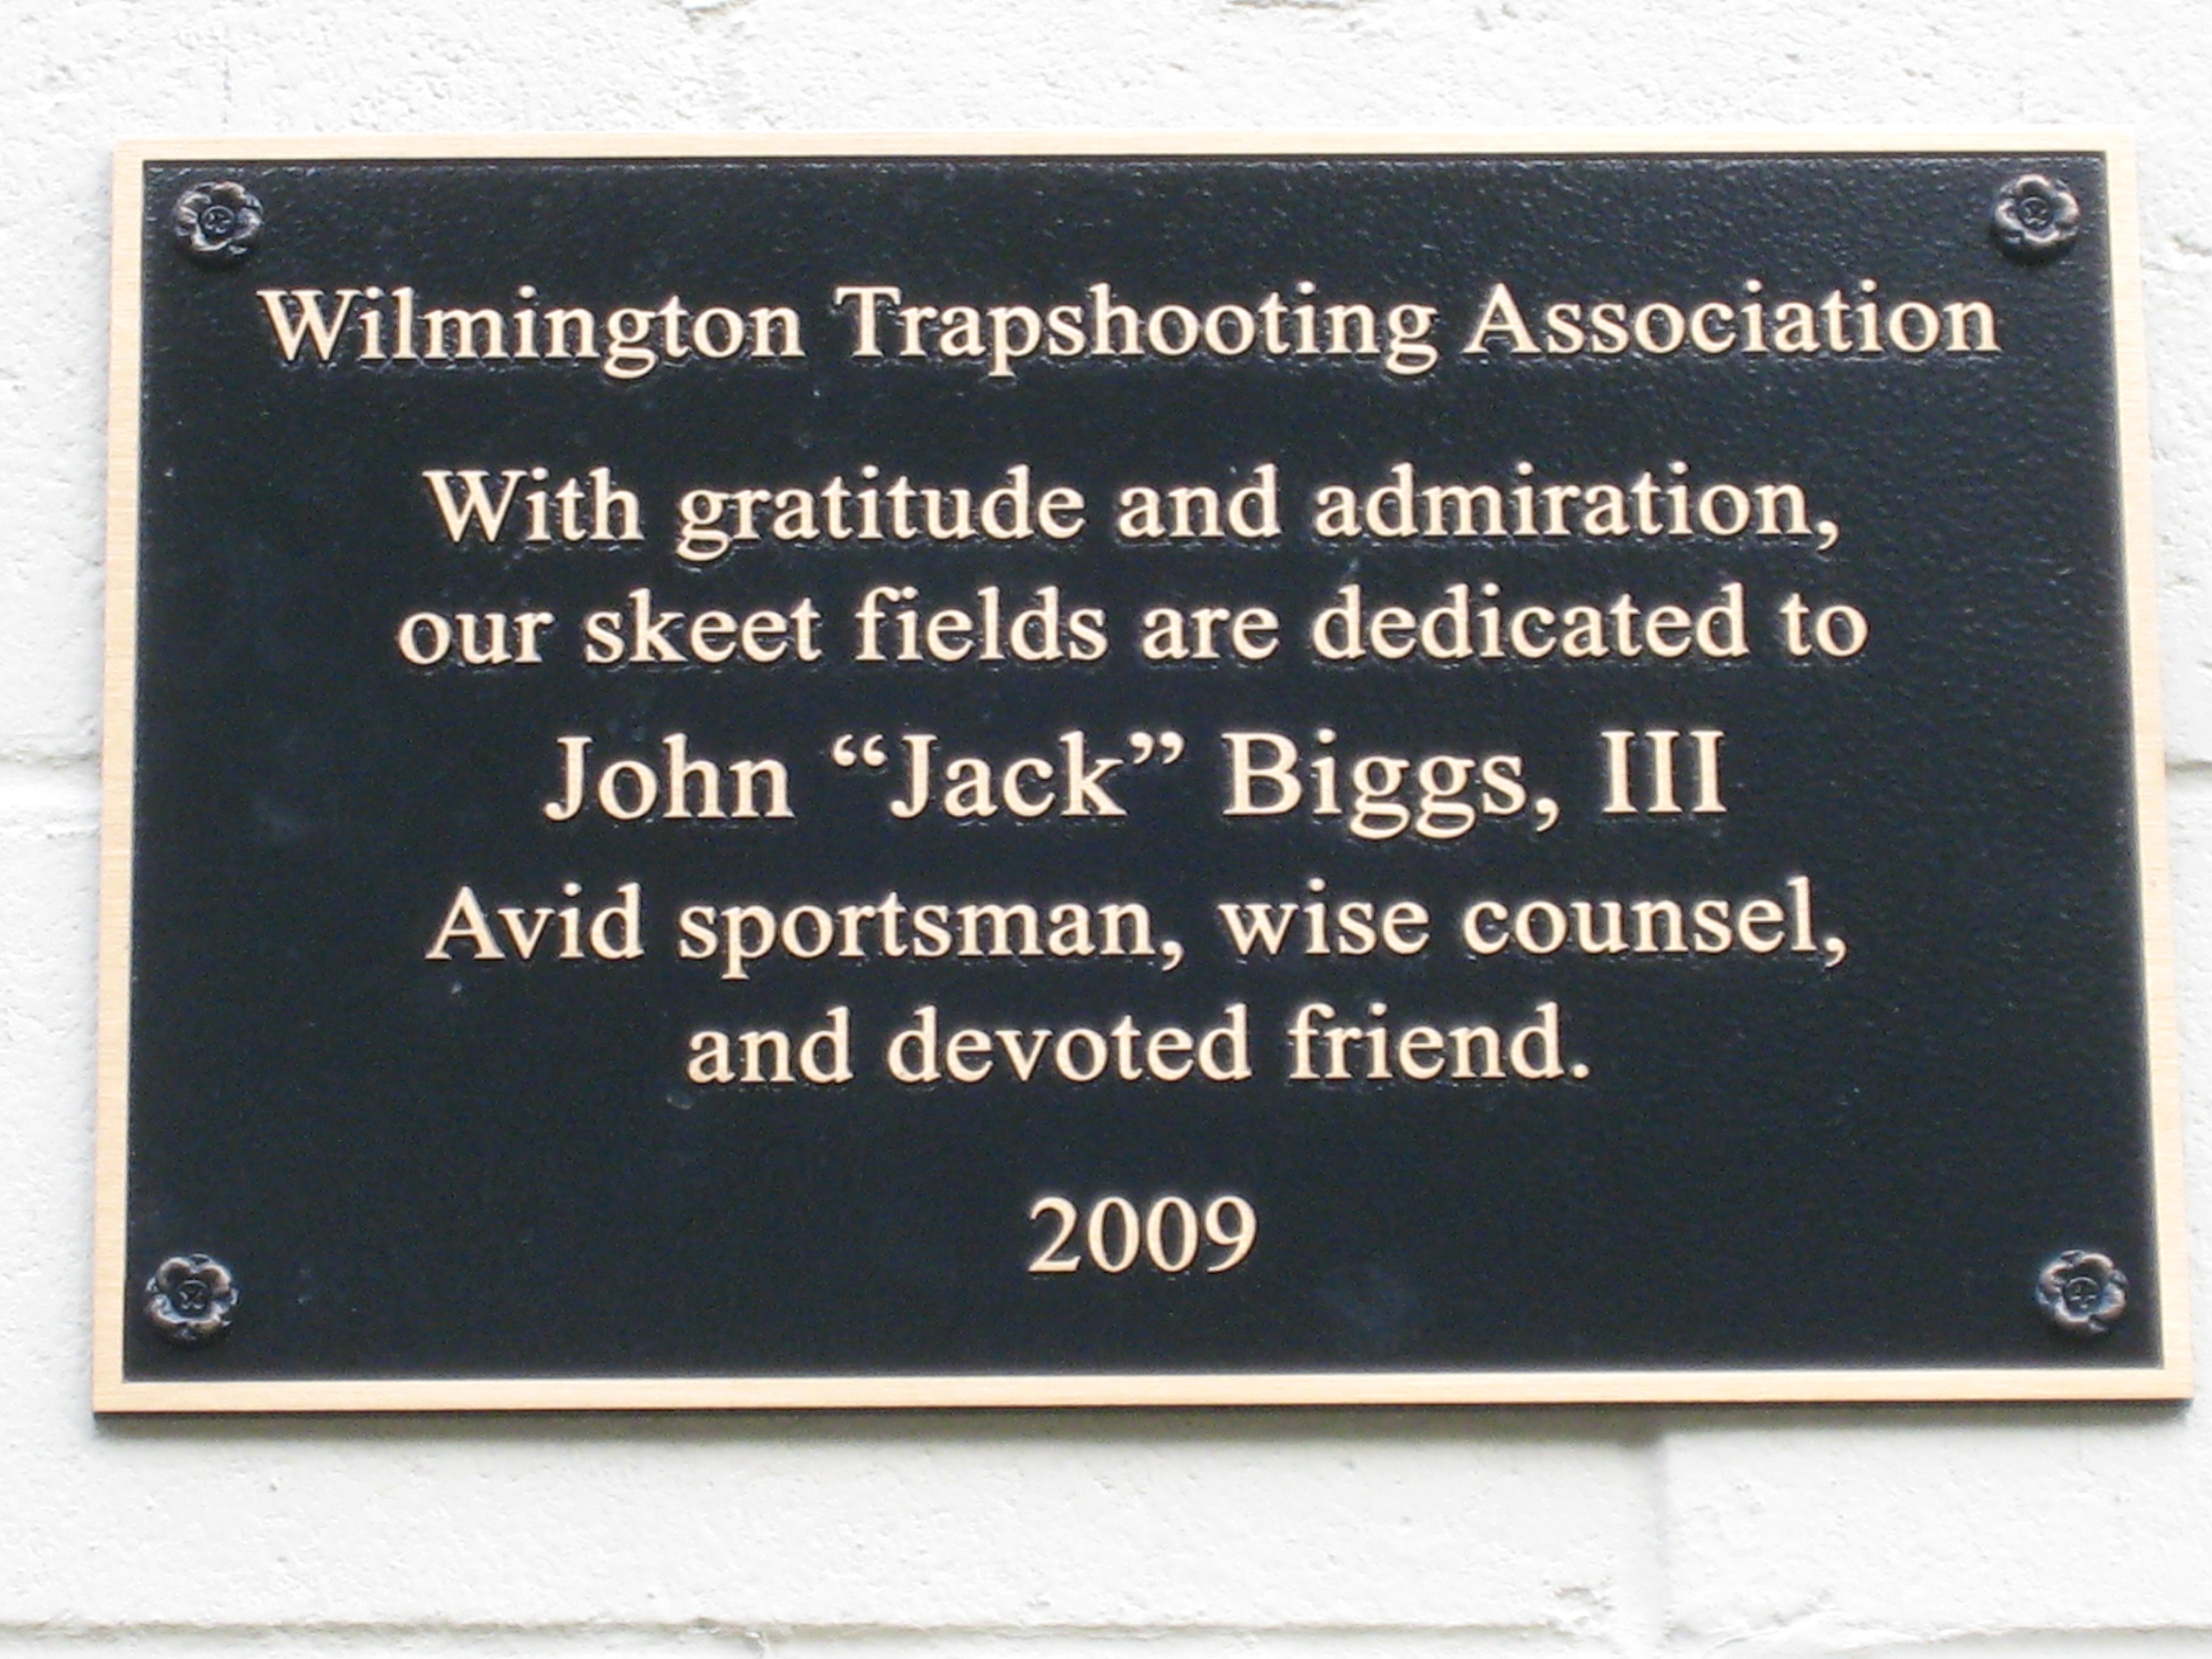 Wilmington Trapshooting Association
With gratitude and admiration,
our skeet fields are dedicated to
John “Jack” Biggs, III
Avid sportsman, wise counsel,
and devoted friend.
2009